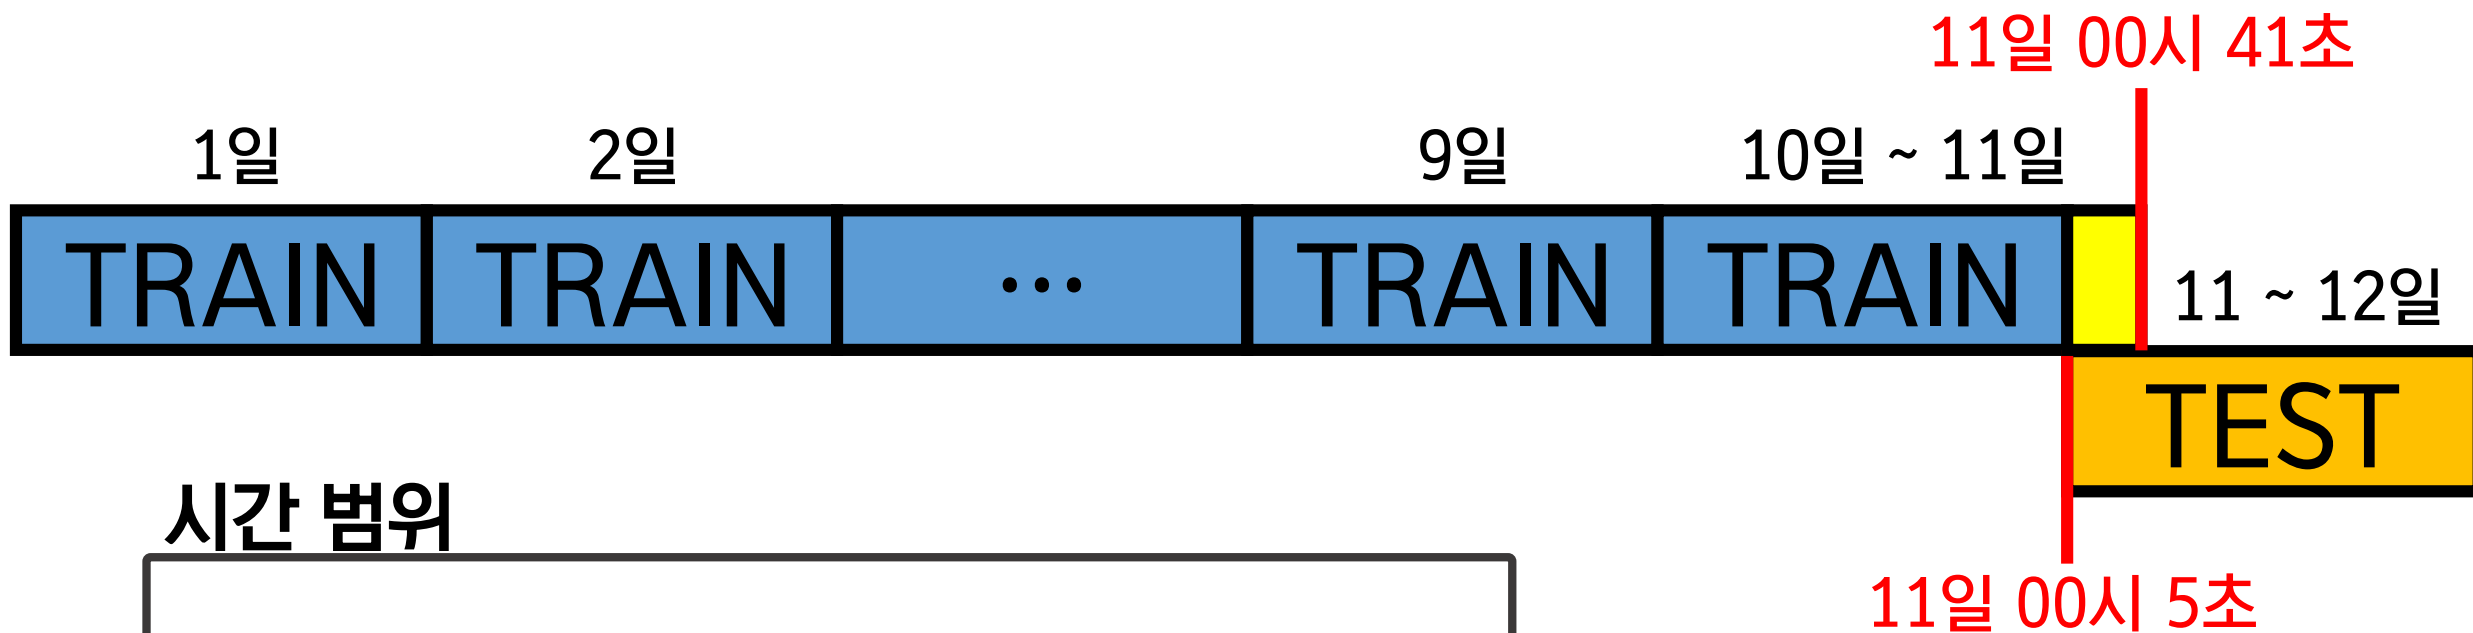 11일 00시 41초
1일 2일 9일 10일 ~ 11일
TRAIN TRAIN ... TRAIN TRAIN
11 ~ 12일
TEST
시간 범위
11일 00시 5초